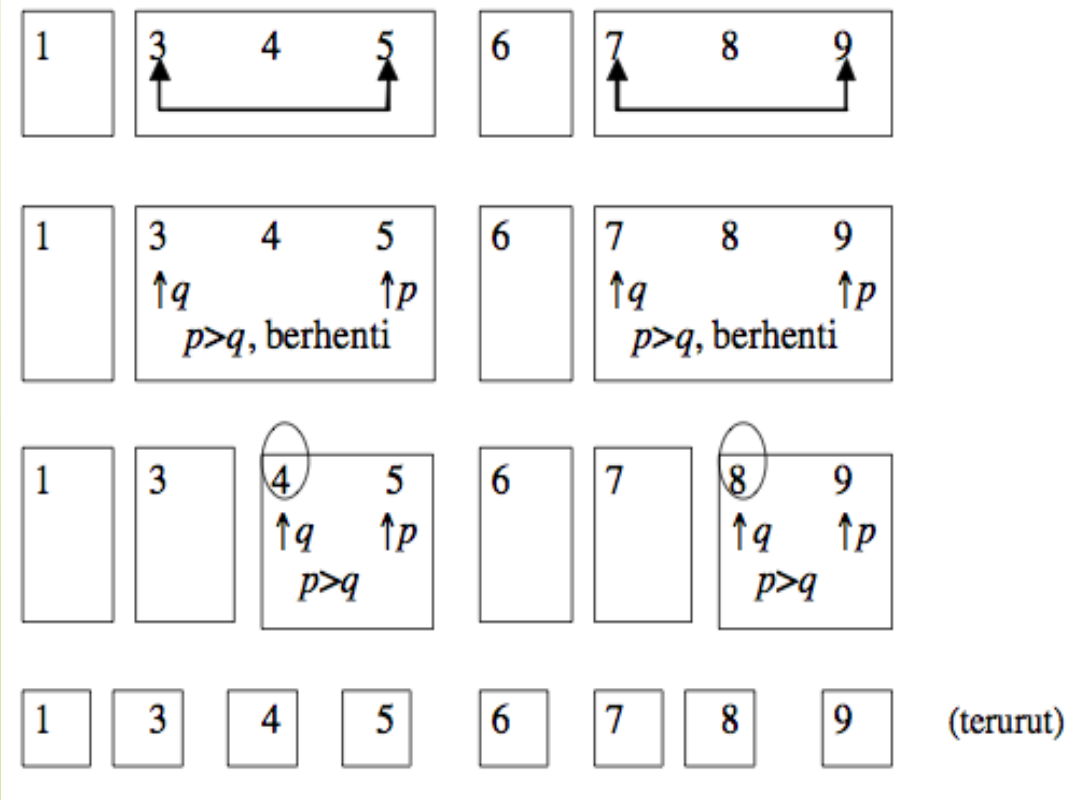 1 3 4 5 6 7 8 9
1 3 4 5 6 7 8 9
↑q ↑p ↑q ↑p
p>q, berhenti p>q, berhenti
1 3 4 5 6 7 8 9
↑q ↑p ↑q ↑p
p>q p>q
1 3 4 5 6 7 8 9 (terurut)